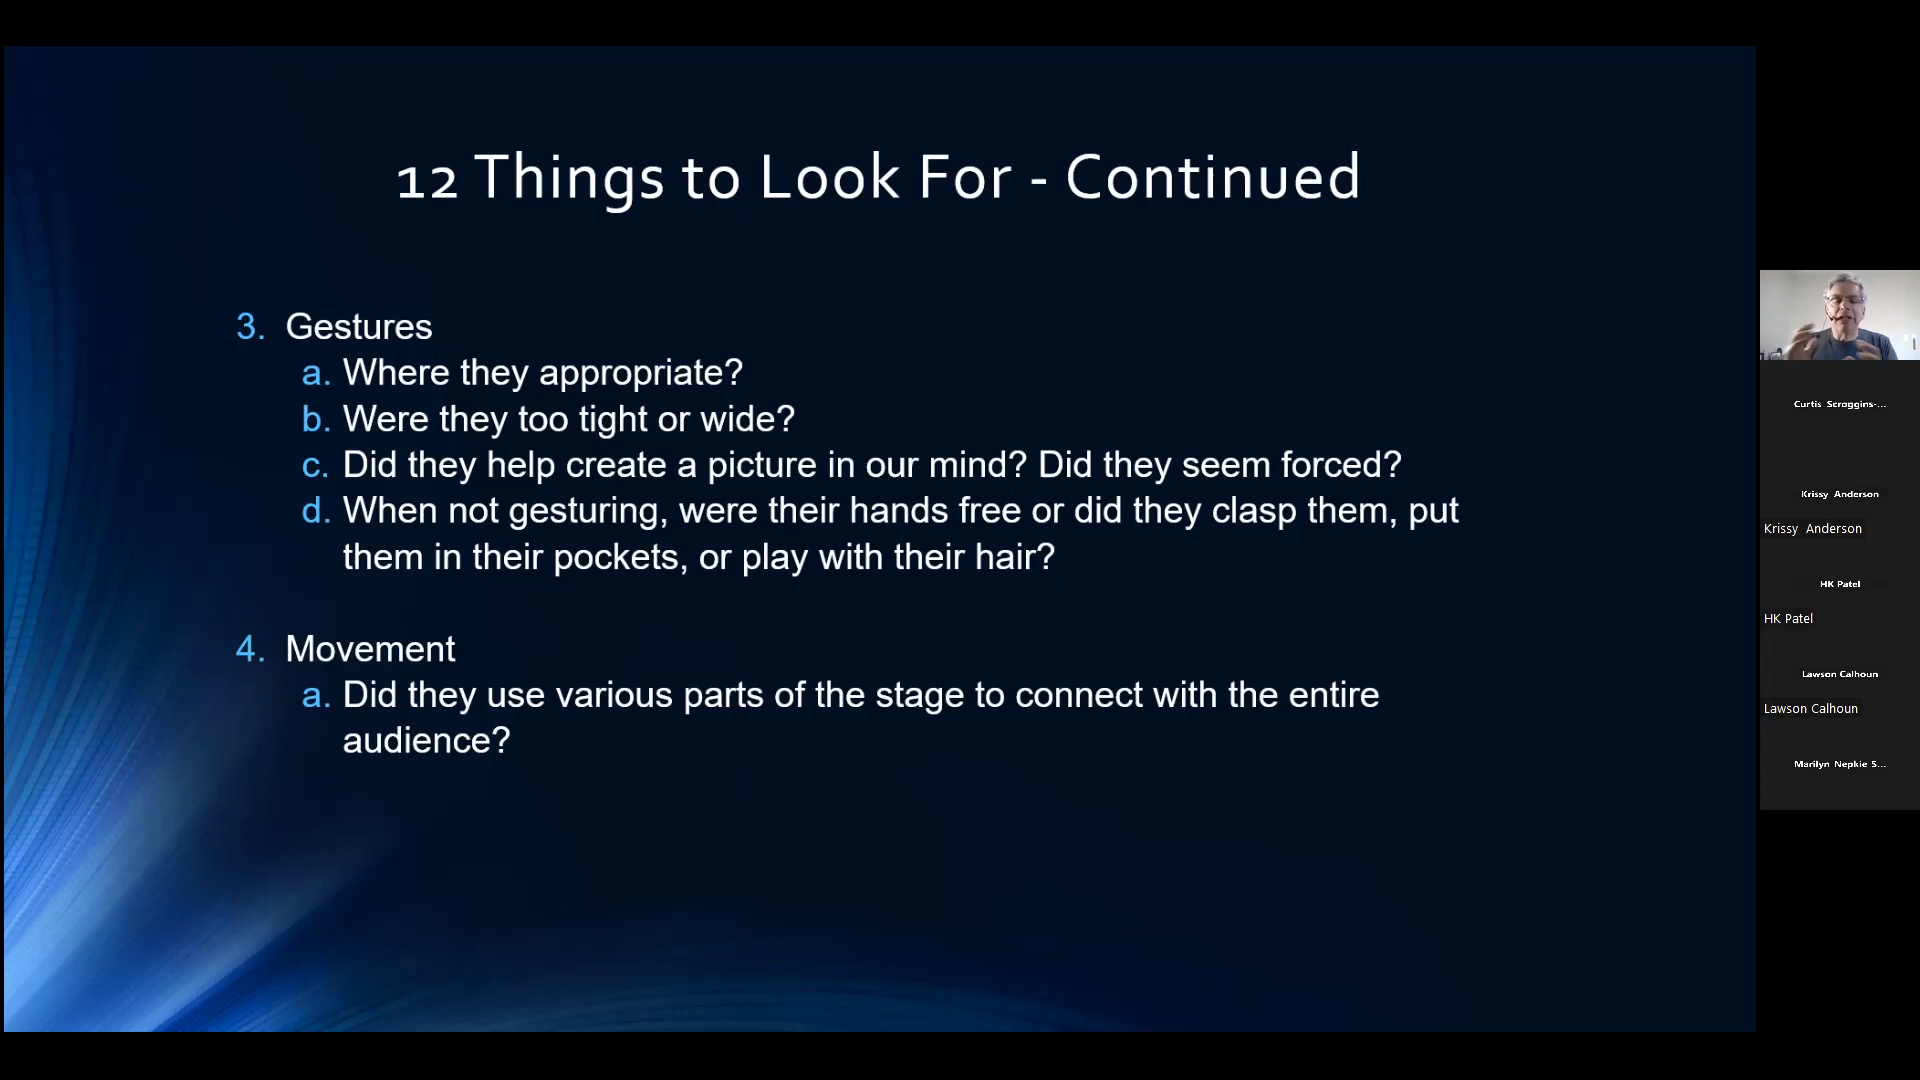 12 Things to Look For - Continued
3. Gestures
a. Where they appropriate?
b. Were they too tight or wide?
c. Did they help create a picture in our mind? Did they seem forced?
d. When not gesturing, were their hands free or did they clasp them, put
them in their pockets, or play with their hair?
4. Movement
a. Did they use various parts of the stage to connect with the entire
audience?
Curtis Scroggins-...
Krissy Anderson
Krissy Anderson
HK Patel
HK Patel
Lawson Calhoun
Lawson Calhoun
Marilyn Nepkie S...